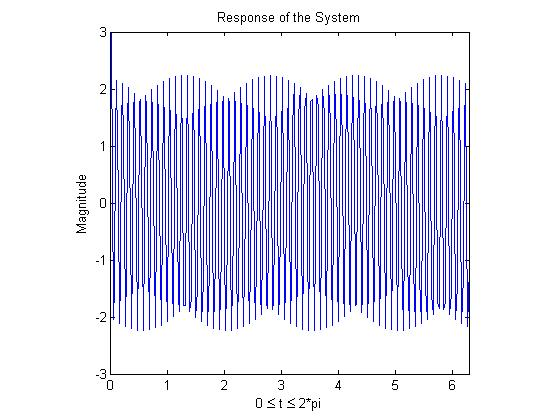 Response of the System
3
2
1
0
-1
-2
-3
Magnitude
0 1 2 3 4 5 6
0 ≤ t ≤ 2*pi